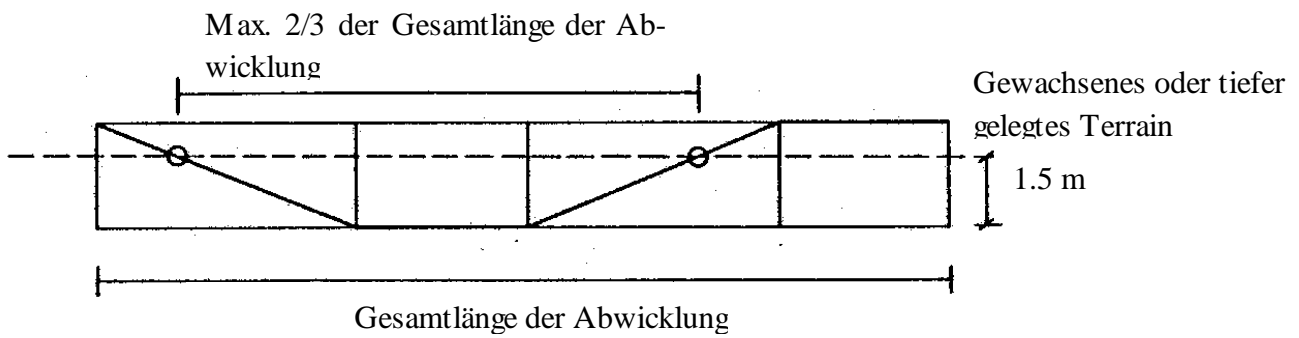 Max. 2/3 der Gesamtlänge der Ab-
wicklung
Gewachsenes oder tiefer
gelegtes Terrain
1.5 m
Gesamtlänge der Abwicklung